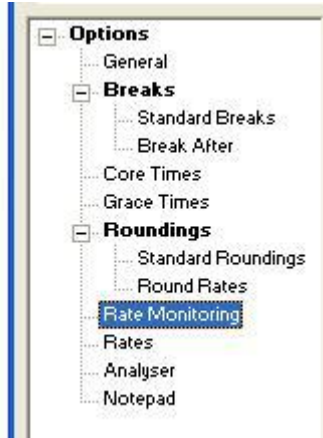 Options
General
Breaks
Standard Breaks
Break After
Core Times
Grace Times
Roundings
Standard Roundings
Round Rates
Rate Monitoring
Rates
Analyser
Notepad